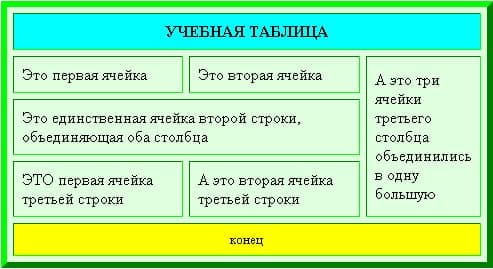 УЧЕБНАЯ ТАБЛИЦА
Это первая ячейка
Это вторая ячейка
А это три
ячейки
третьего
столбца
объединились
в одну
большую
Это единственная ячейка второй строки,
объединяющая оба столбца
ЭТО первая ячейка
третьей строки
А это вторая ячейка
третьей строки
конец